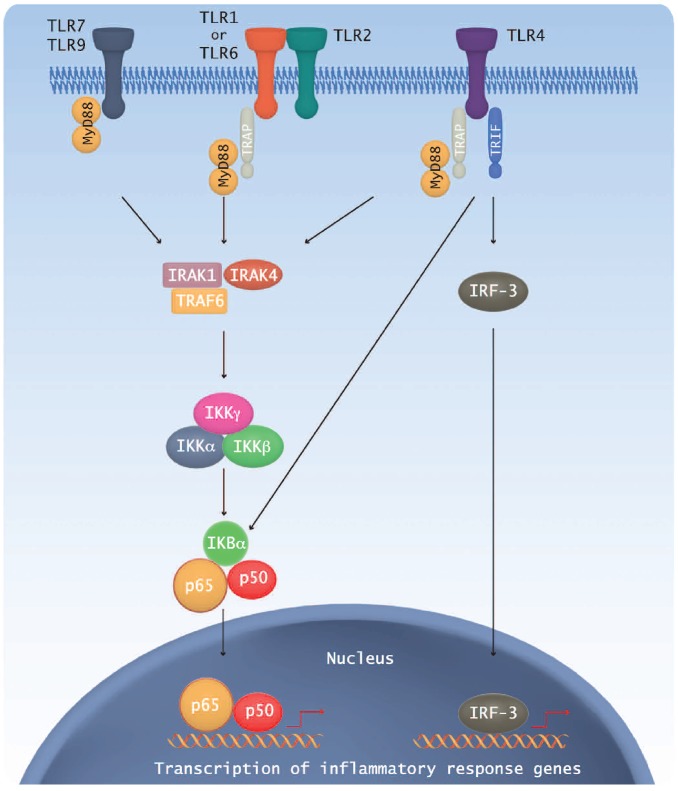 TLR7
TLR9
TLR1
or
TLR6
TLR2
TLR4
MyD88
MyD88
TRAP
MyD88
TRAP
TRIF
IRAK1
IRAK4
TRAF6
IRF-3
IKKγ
IKKα
IKKβ
IKBα
p65
p50
Nucleus
p65
p50
IRF-3
Transcription of inflammatory response genes